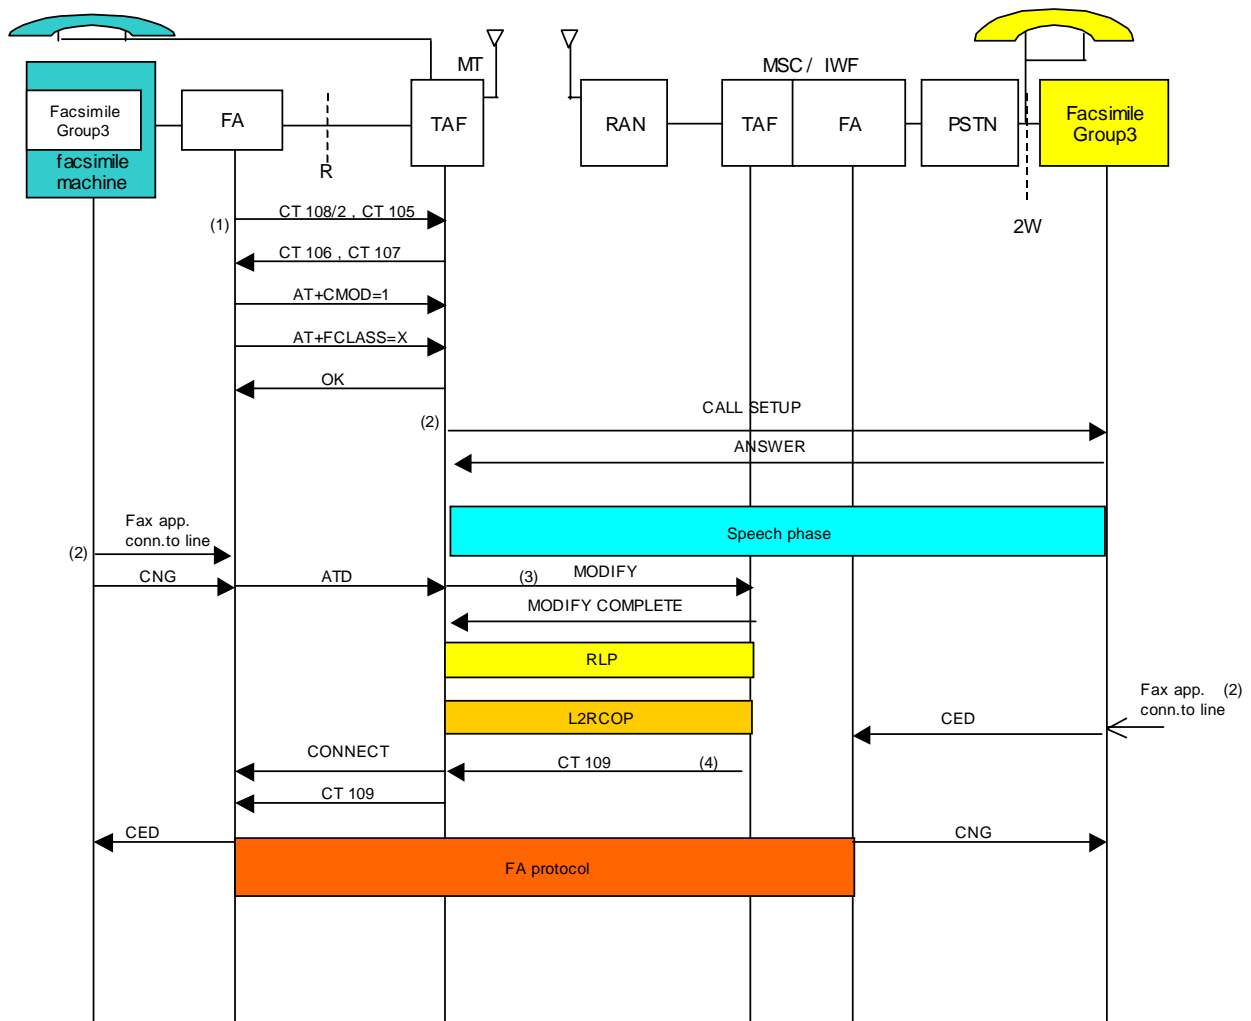 MT
MSC / IWF
Facsimile
Group3
facsimile
machine
FA
R
TAF
RAN
TAF
FA
PSTN
2W
Facsimile
Group3
(1)
CT 108/2 , CT 105
CT 106 , CT 107
AT+CMOD=1
AT+FCLASS=X
OK
(2)
CALL SETUP
ANSWER
Speech phase
(2)
Fax app.
conn.to line
CNG
ATD
(3)
MODIFY
MODIFY COMPLETE
RLP
L2RCOP
Fax app. (2)
conn.to line
CED
CONNECT
CT 109
(4)
CT 109
CED
CNG
FA protocol